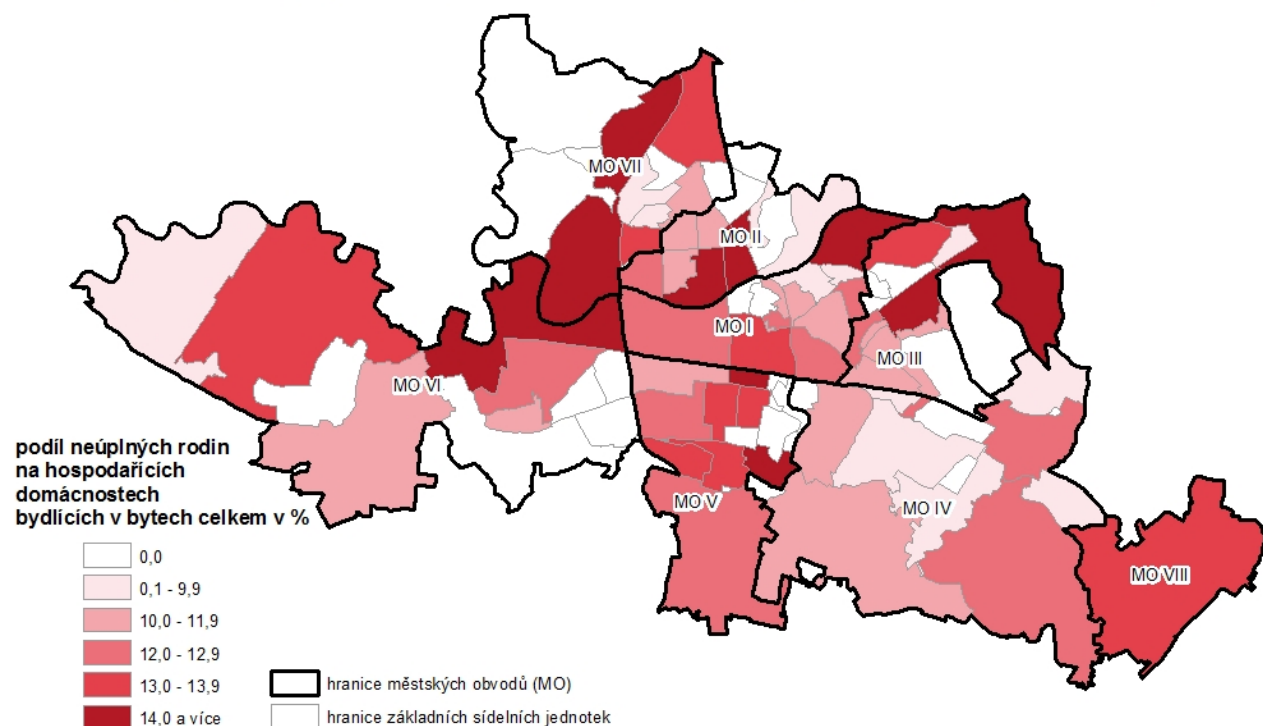 MO VII
MO II
MO I
MO III
MO VI
MO V
MO IV
MO VIII
podíl neúplných rodin
na hospodařících
domácnostech
bydlících v bytech celkem v %
0,0
0,1 - 9,9
10,0 - 11,9
12,0 - 12,9
13,0 - 13,9
14,0 a více
hranice městských obvodů (MO)
hranice základních sídelních jednotek